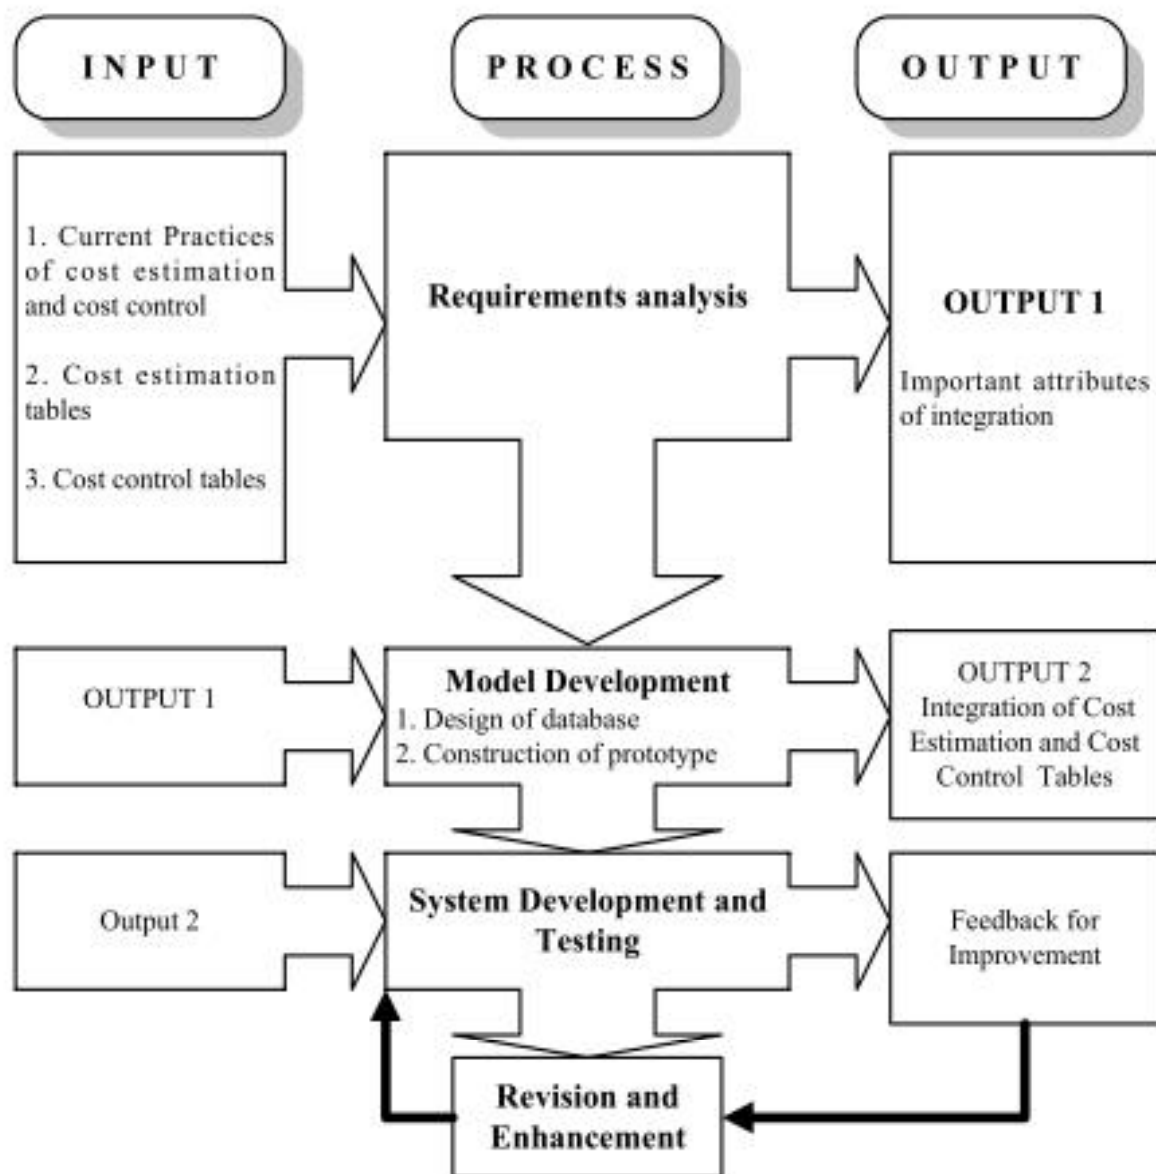 INPUT
PROCESS
OUTPUT
1. Current Practices
of cost estimation
and cost control
2. Cost estimation
tables
3. Cost control tables
Requirements analysis
OUTPUT 1
Important attributes
of integration
OUTPUT 1
Model Development
1. Design of database
2. Construction of prototype
OUTPUT 2
Integration of Cost
Estimation and Cost
Control Tables
Output 2
System Development and
Testing
Feedback for
Improvement
Revision and
Enhancement